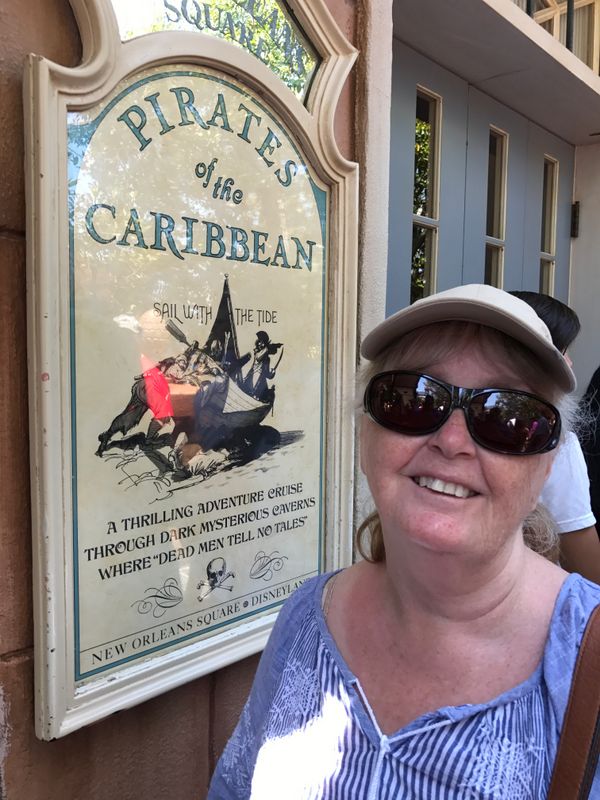 SQUARE
PIRATES
of the
CARIBBEAN
SAIL WITH THE TIDE
A THRILLING ADVENTURE CRUISE
THROUGH DARK MYSTERIOUS CAVERNS
WHERE "DEAD MEN TELL NO TALES"
NEW ORLEANS SQUARE DISNEYLAND